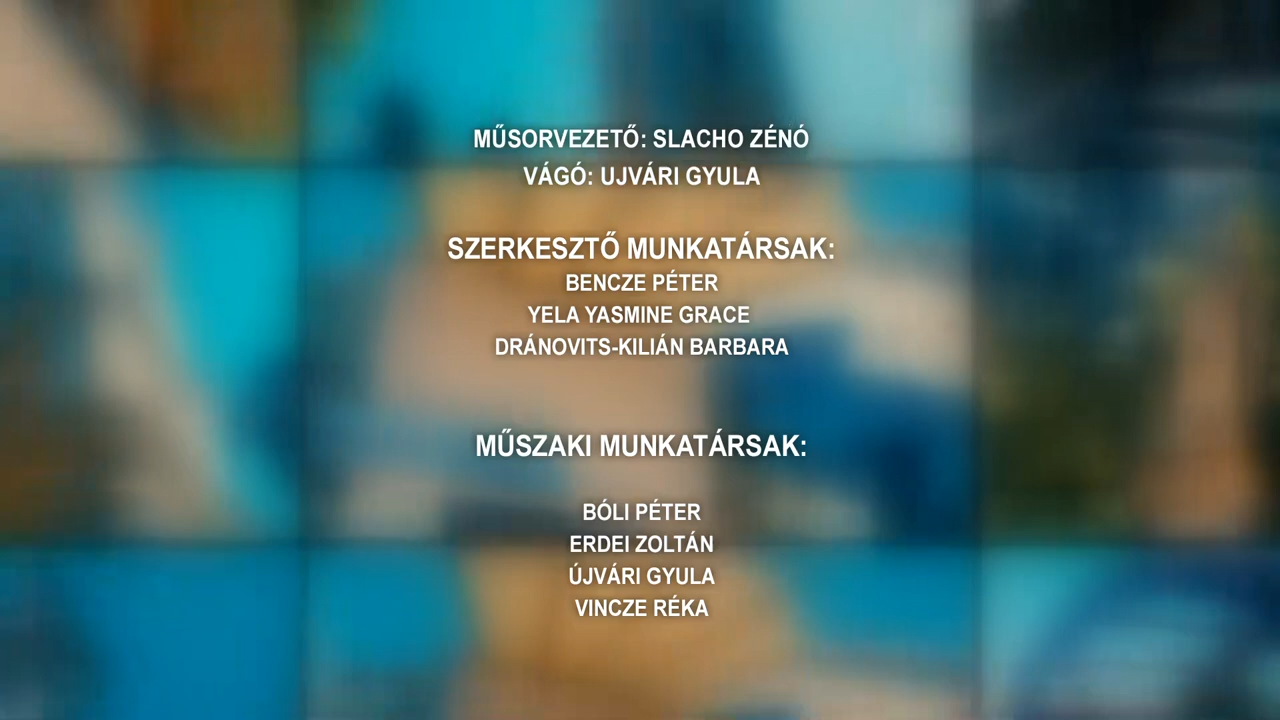 MŰSORVEZETŐ: SLACHO ZÉNÓ
VÁGÓ: UJVÁRI GYULA
SZERKESZTŐ MUNKATÁRSAK:
BENCZE PÉTER
YELA YASMINE GRACE
DRÁNOVITS-KILIÁN BARBARA
MŰSZAKI MUNKATÁRSAK:
BÓLI PÉTER
ERDEI ZOLTÁN
ÚJVÁRI GYULA
VINCZE RÉKA